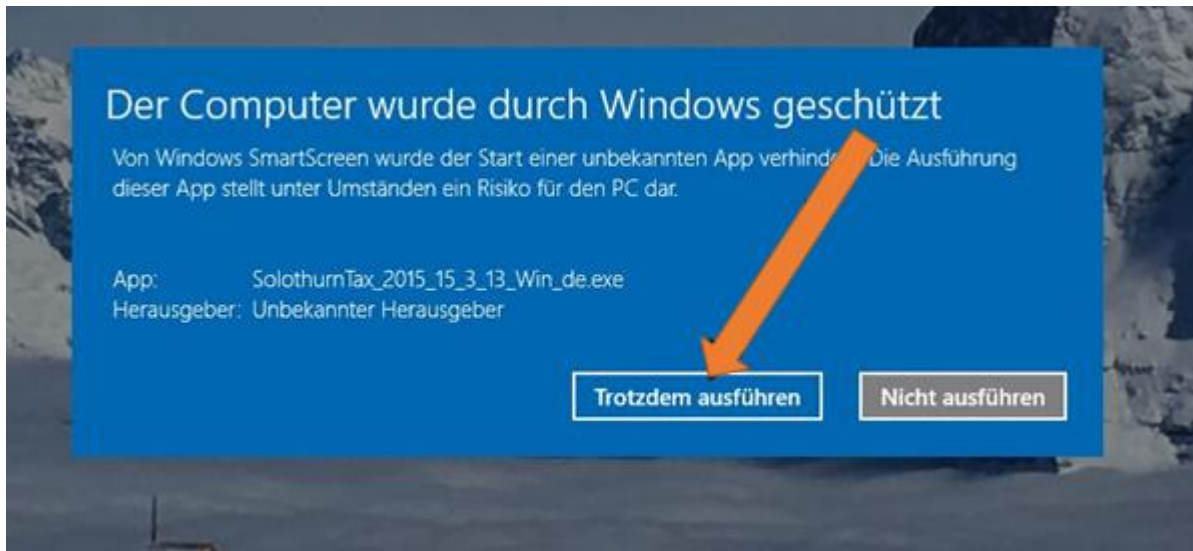 Der Computer wurde durch Windows geschützt
Von Windows SmartScreen wurde der Start einer unbekannten App Die Ausführung
dieser App stellt unter Umständen ein Risiko für den PC dar.
App: SolothurnTax_2015_15_3_13_Win_de.exe
Herausgeber: Unbekannter Herausgeber
Trotzdem ausführen
Nicht ausführen